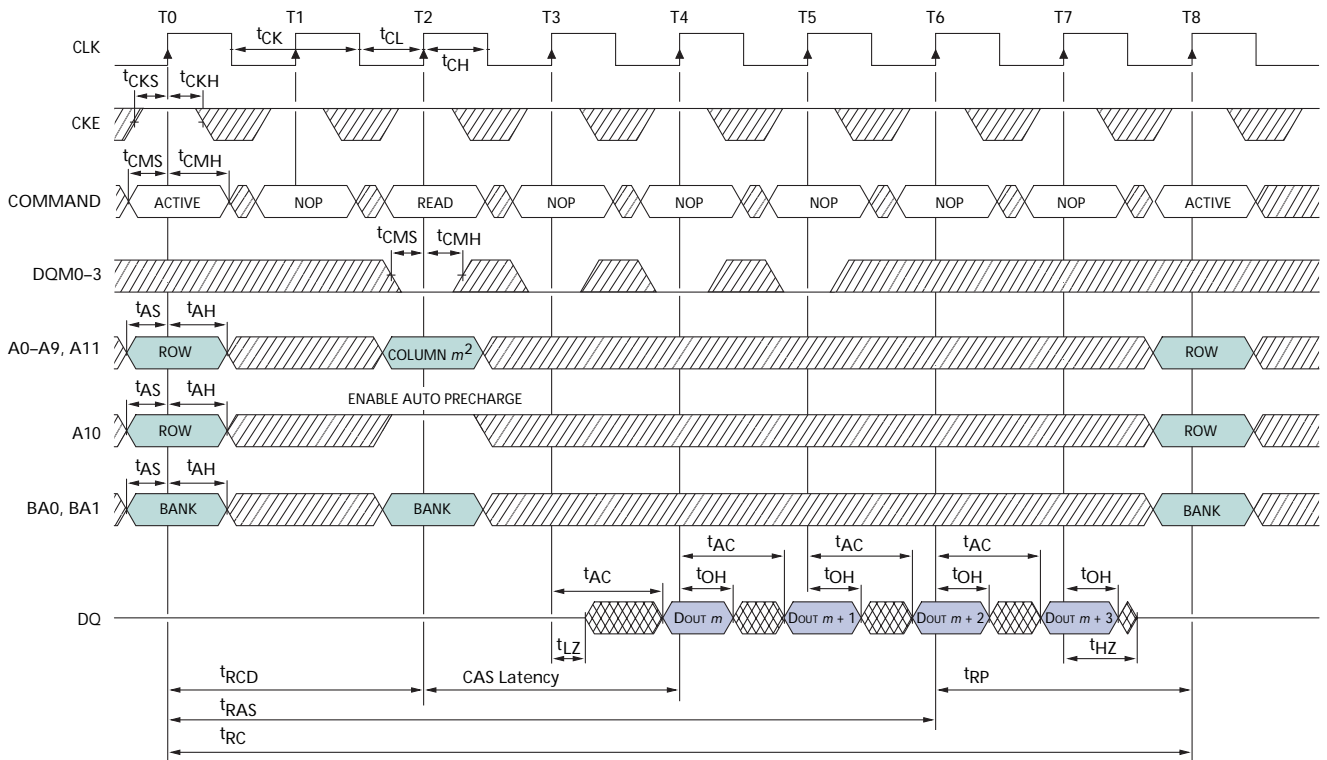 T0 T1 T2 T3 T4 T5 T6 T7 T8
CLK
tCK tCL
tCH
tCKS tCKH
CKE
tCMS tCMH
COMMAND ACTIVE NOP READ NOP NOP NOP NOP NOP ACTIVE
tCMS tCMH
DQM0–3
tAS tAH
A0–A9, A11 ROW COLUMN m2 ROW
tAS tAH
ENABLE AUTO PRECHARGE
A10 ROW ROW
tAS tAH
BA0, BA1 BANK BANK BANK
tAC tAC tAC
tAC tOH tOH tOH tOH
DQ DOUT m DOUT m + 1 DOUT m + 2 DOUT m + 3
tLZ tHZ
tRCD CAS Latency tRP
tRAS
tRC